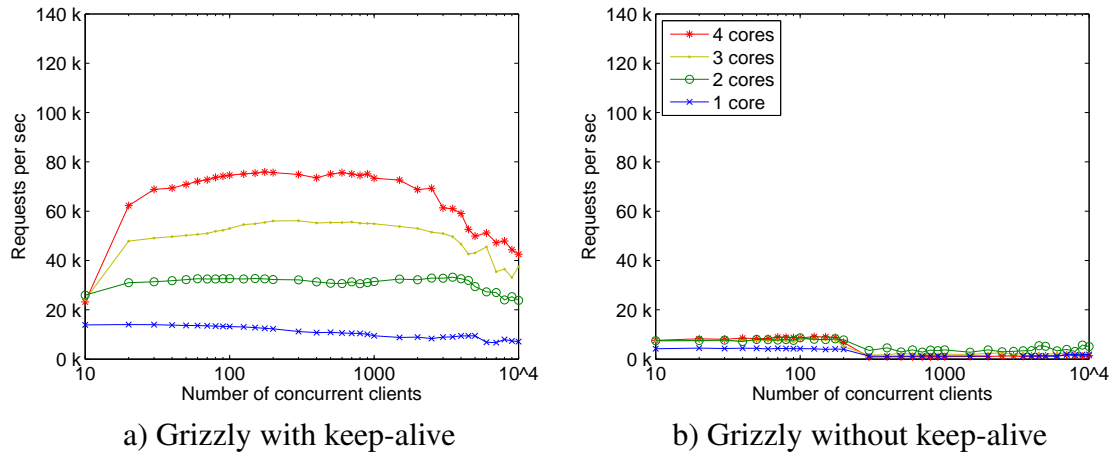 140 k
120 k
100 k
80 k
60 k
40 k
20 k
0 k
Requests per sec
10
100
1000
10^4
Number of concurrent clients
a) Grizzly with keep-alive
140 k
120 k
100 k
80 k
60 k
40 k
20 k
0 k
Requests per sec
4 cores
3 cores
2 cores
1 core
10
100
1000
10^4
Number of concurrent clients
b) Grizzly without keep-alive